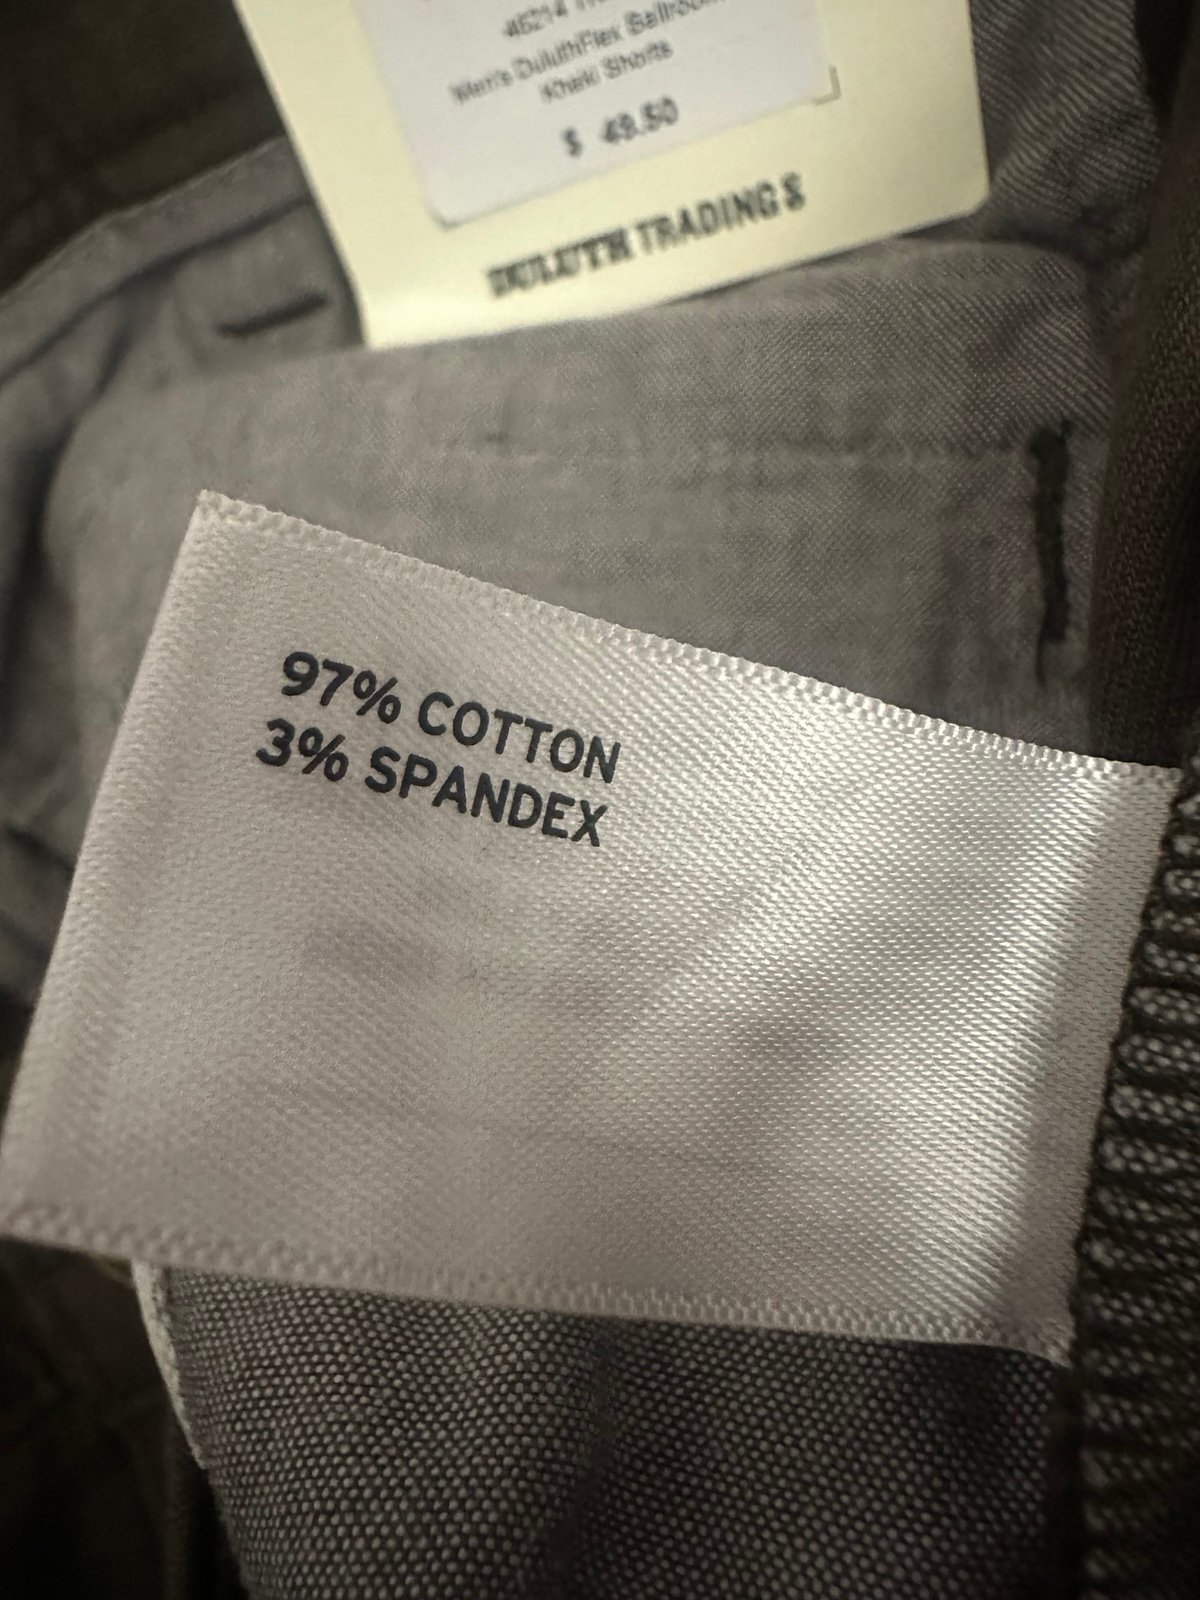 46214
Men's DuluthFlex Ballroom
Khaki Shorts
$ 49.50
DULUTH TRADING
97% COTTON
3% SPANDEX